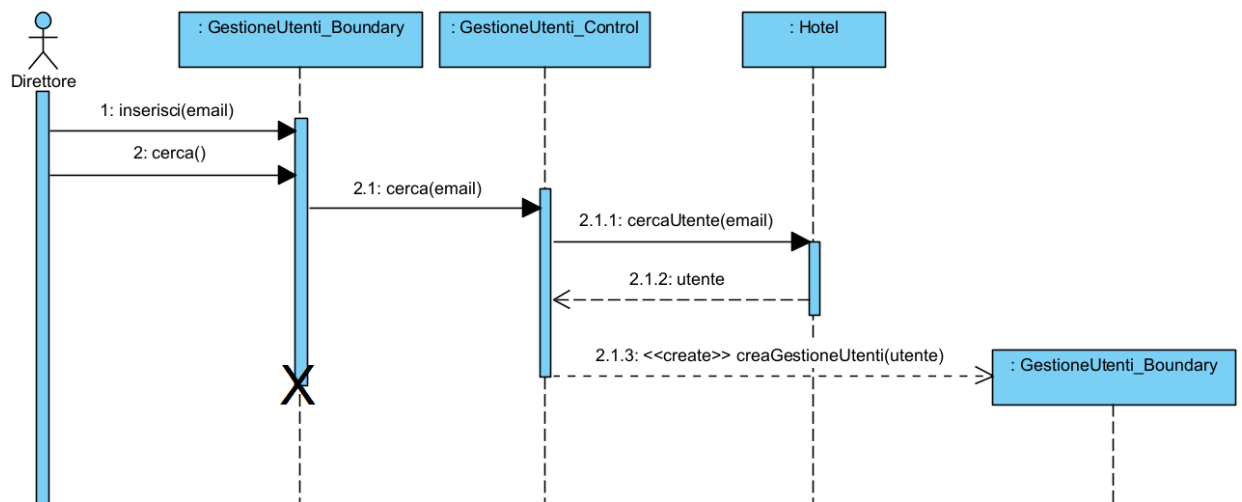 : GestioneUtenti_Boundary
: GestioneUtenti_Control
: Hotel
Direttore
1: inserisci(email)
2: cerca()
2.1: cerca(email)
2.1.1: cercaUtente(email)
2.1.2: utente
2.1.3: <<create>> creaGestioneUtenti(utente)
: GestioneUtenti_Boundary